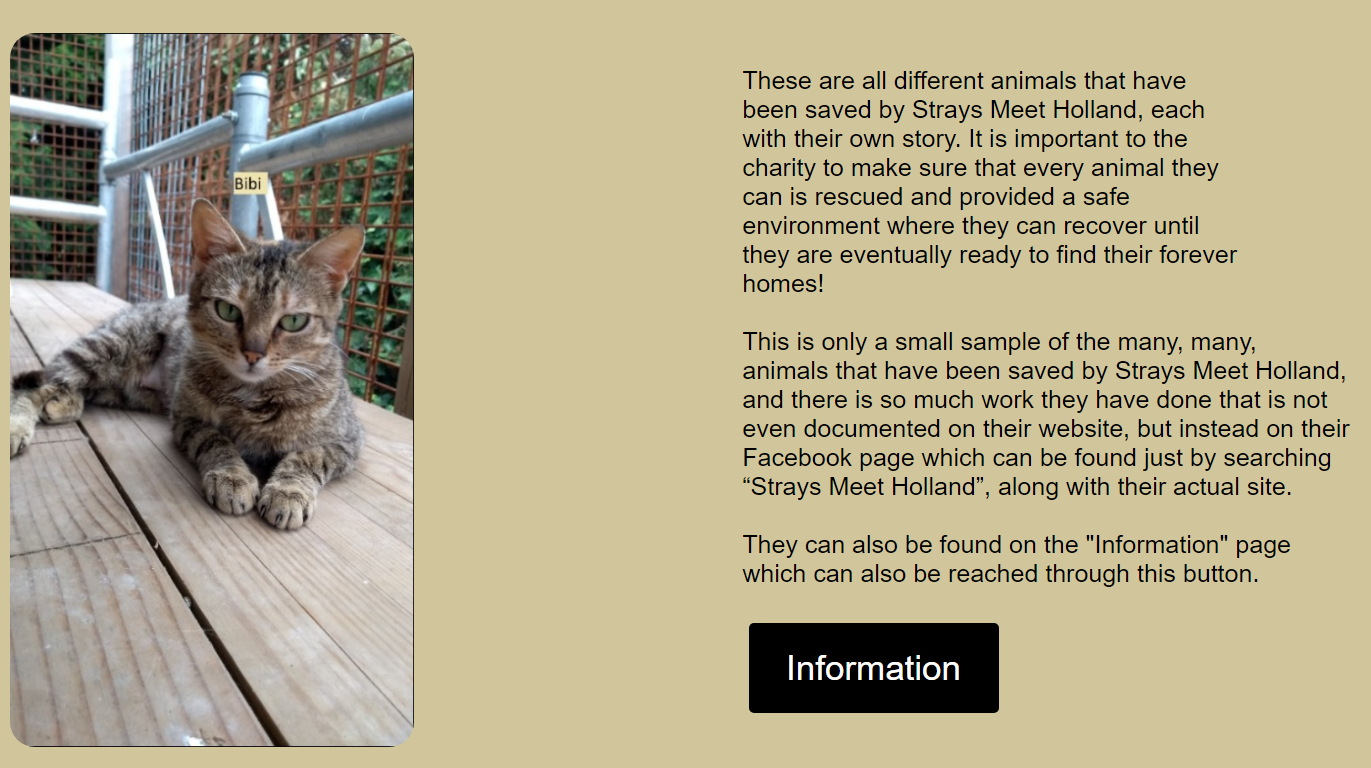 Bibi
These are all different animals that have
been saved by Strays Meet Holland, each
with their own story. It is important to the
charity to make sure that every animal they
can is rescued and provided a safe
environment where they can recover until
they are eventually ready to find their forever
homes!
This is only a small sample of the many, many,
animals that have been saved by Strays Meet Holland,
and there is so much work they have done that is not
even documented on their website, but instead on their
Facebook page which can be found just by searching
“Strays Meet Holland”, along with their actual site.
They can also be found on the "Information" page
which can also be reached through this button.
Information